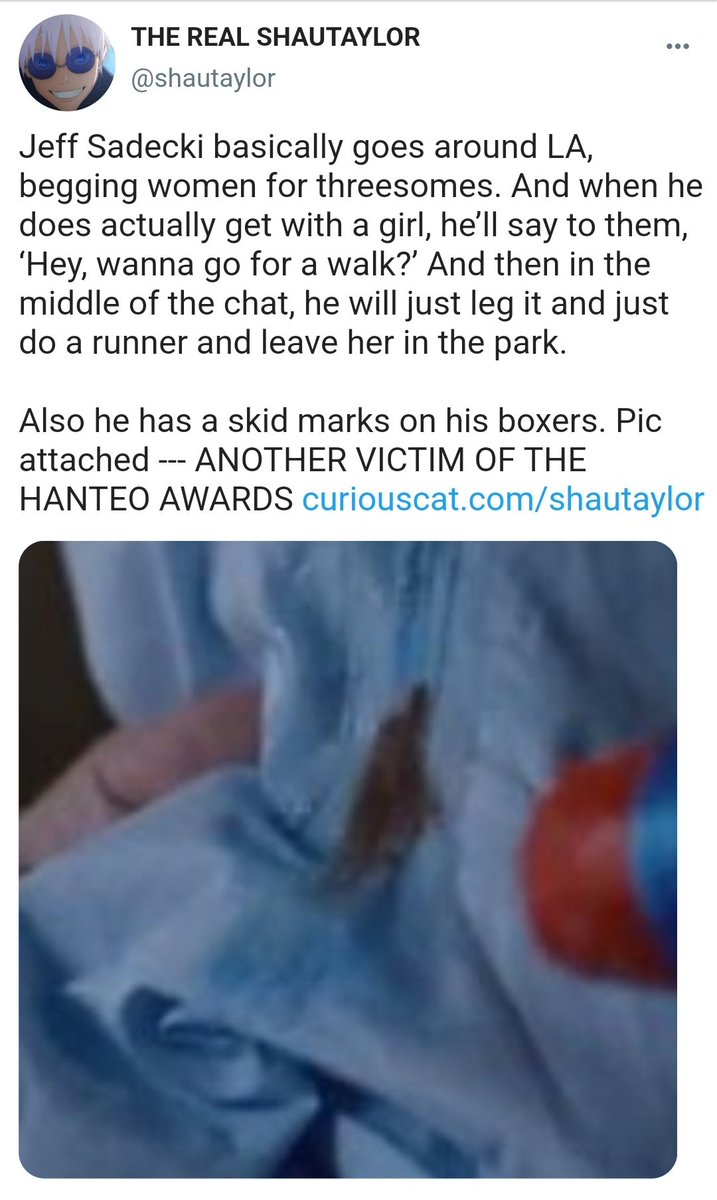 THE REAL SHAUTAYLOR
@shautaylor
Jeff Sadecki basically goes around LA,
begging women for threesomes. And when he
does actually get with a girl, he’ll say to them,
‘Hey, wanna go for a walk?’ And then in the
middle of the chat, he will just leg it and just
do a runner and leave her in the park.
Also he has a skid marks on his boxers. Pic
attached --- ANOTHER VICTIM OF THE
HANTEO AWARDS curiouscat.com/shautaylor